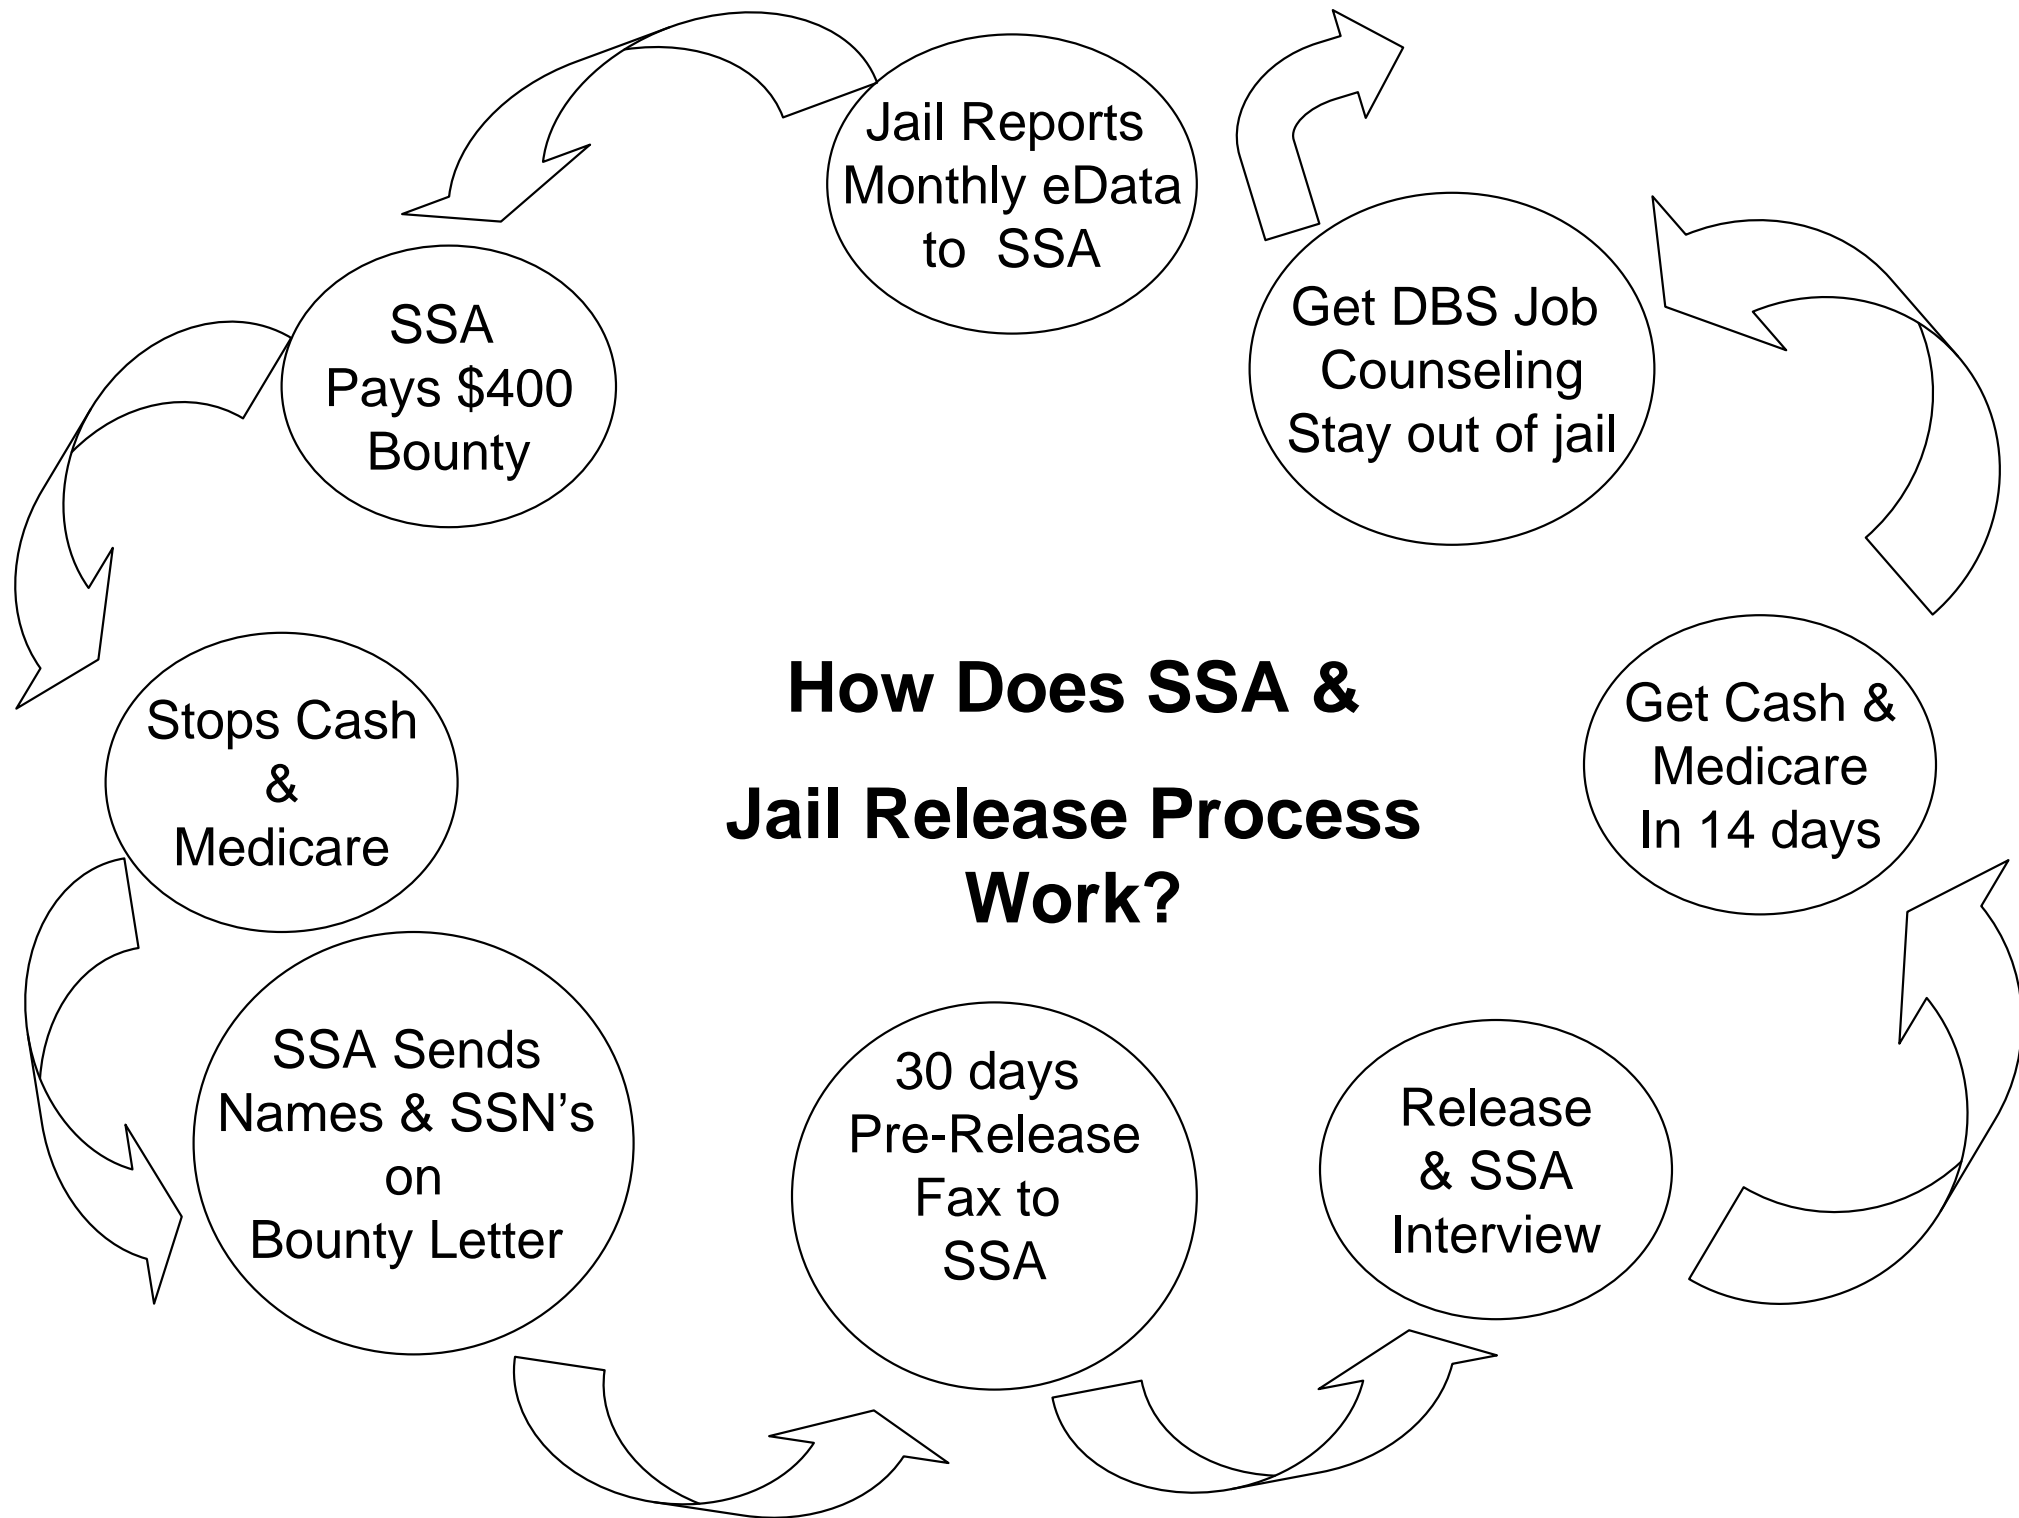 Jail Reports
Monthly eData
to SSA
SSA
Pays $400
Bounty
Stops Cash
&
Medicare
SSA Sends
Names & SSN’s
on
Bounty Letter
30 days
Pre-Release
Fax to
SSA
Release
& SSA
Interview
Get Cash &
Medicare
In 14 days
Get DBS Job
Counseling
Stay out of jail
How Does SSA &
Jail Release Process
Work?